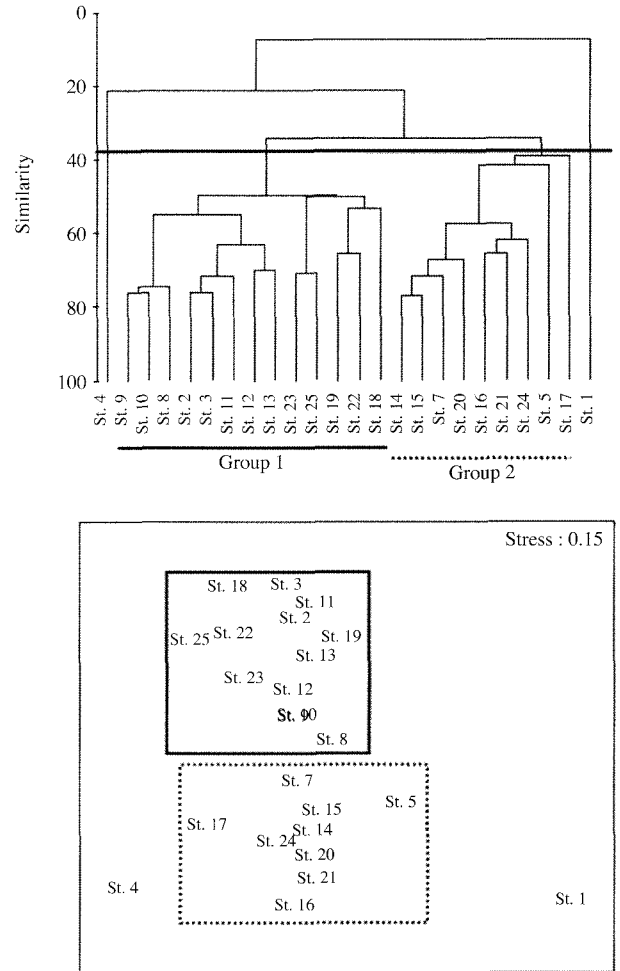 0
20
40
60
80
100
Similarity
St. 4
St. 9
St. 10
St. 8
St. 2
St. 3
St. 11
St. 12
St. 13
St. 23
St. 25
St. 19
St. 22
St. 18
St. 14
St. 15
St. 7
St. 20
St. 16
St. 21
St. 24
St. 5
St. 17
St. 1
Group 1
Group 2
Stress : 0.15
St. 18
St. 3
St. 11
St. 2
St. 25
St. 22
St. 19
St. 13
St. 23
St. 12
St. 9
St. 10
St. 8
St. 7
St. 5
St. 15
St. 17
St. 14
St. 24
St. 20
St. 21
St. 4
St. 16
St. 1